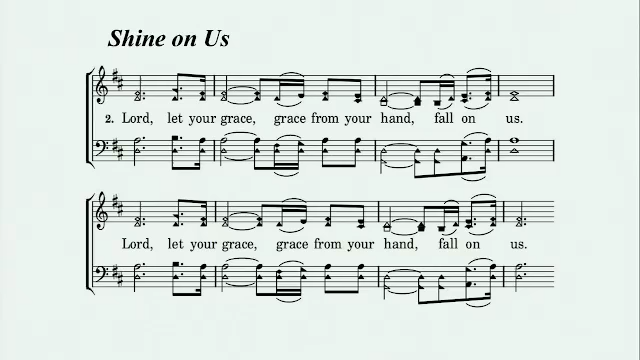 Shine on Us
2. Lord, let your grace, grace from your hand, fall on us.
Lord, let your grace, grace from your hand, fall on us.